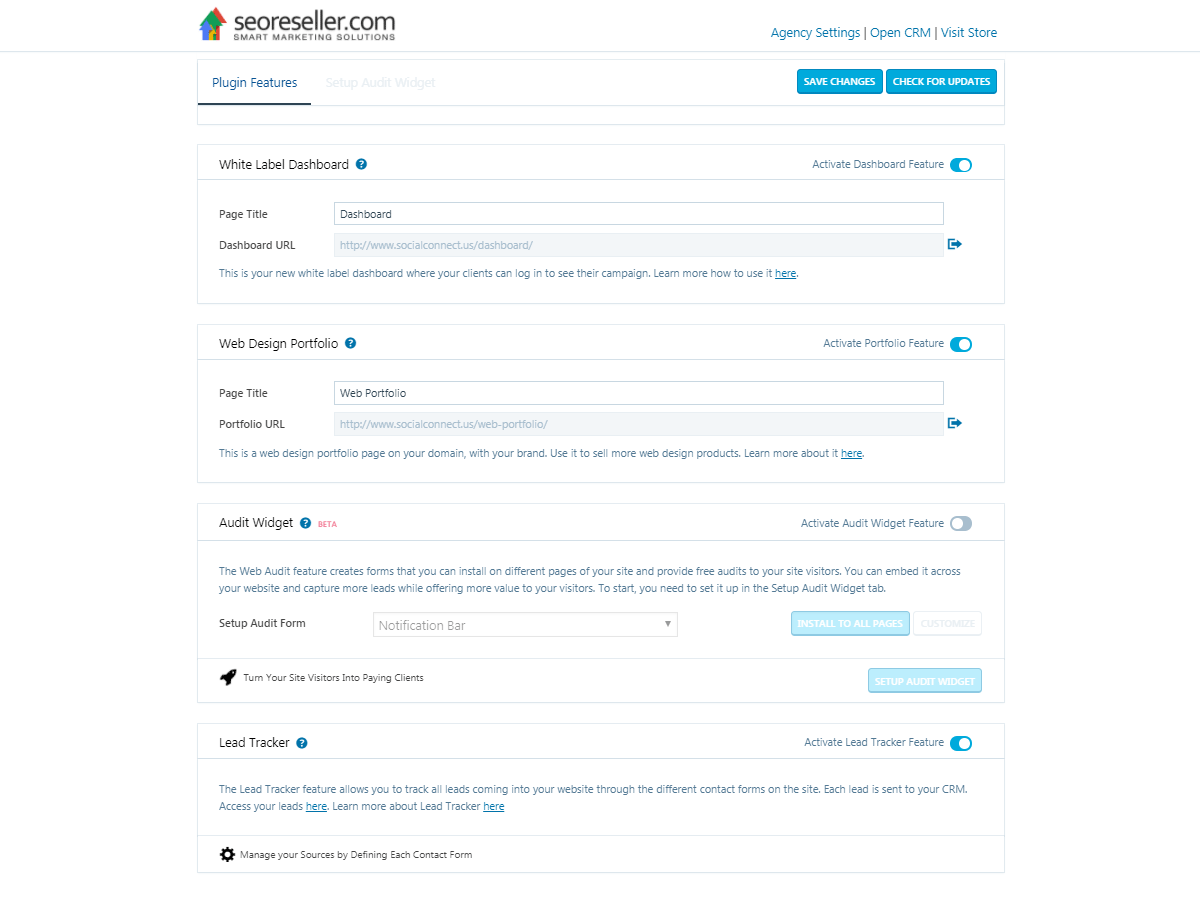 seoreseller.com
SMART MARKETING SOLUTIONS
Agency Settings | Open CRM | Visit Store
Plugin Features
Setup Audit Widget
SAVE CHANGES
CHECK FOR UPDATES
White Label Dashboard ?
Activate Dashboard Feature
Page Title
Dashboard
Dashboard URL
http://www.socialconnect.us/dashboard/
This is your new white label dashboard where your clients can log in to see their campaign. Learn more how to use it here.
Web Design Portfolio ?
Activate Portfolio Feature
Page Title
Web Portfolio
Portfolio URL
http://www.socialconnect.us/web-portfolio/
This is a web design portfolio page on your domain, with your brand. Use it to sell more web design products. Learn more about it here.
Audit Widget ? BETA
Activate Audit Widget Feature
The Web Audit feature creates forms that you can install on different pages of your site and provide free audits to your site visitors. You can embed it across
your website and capture more leads while offering more value to your visitors. To start, you need to set it up in the Setup Audit Widget tab.
Setup Audit Form
Notification Bar
INSTALL TO ALL PAGES
CUSTOMIZE
Turn Your Site Visitors Into Paying Clients
SETUP AUDIT WIDGET
Lead Tracker ?
Activate Lead Tracker Feature
The Lead Tracker feature allows you to track all leads coming into your website through the different contact forms on the site. Each lead is sent to your CRM.
Access your leads here. Learn more about Lead Tracker here
Manage your Sources by Defining Each Contact Form